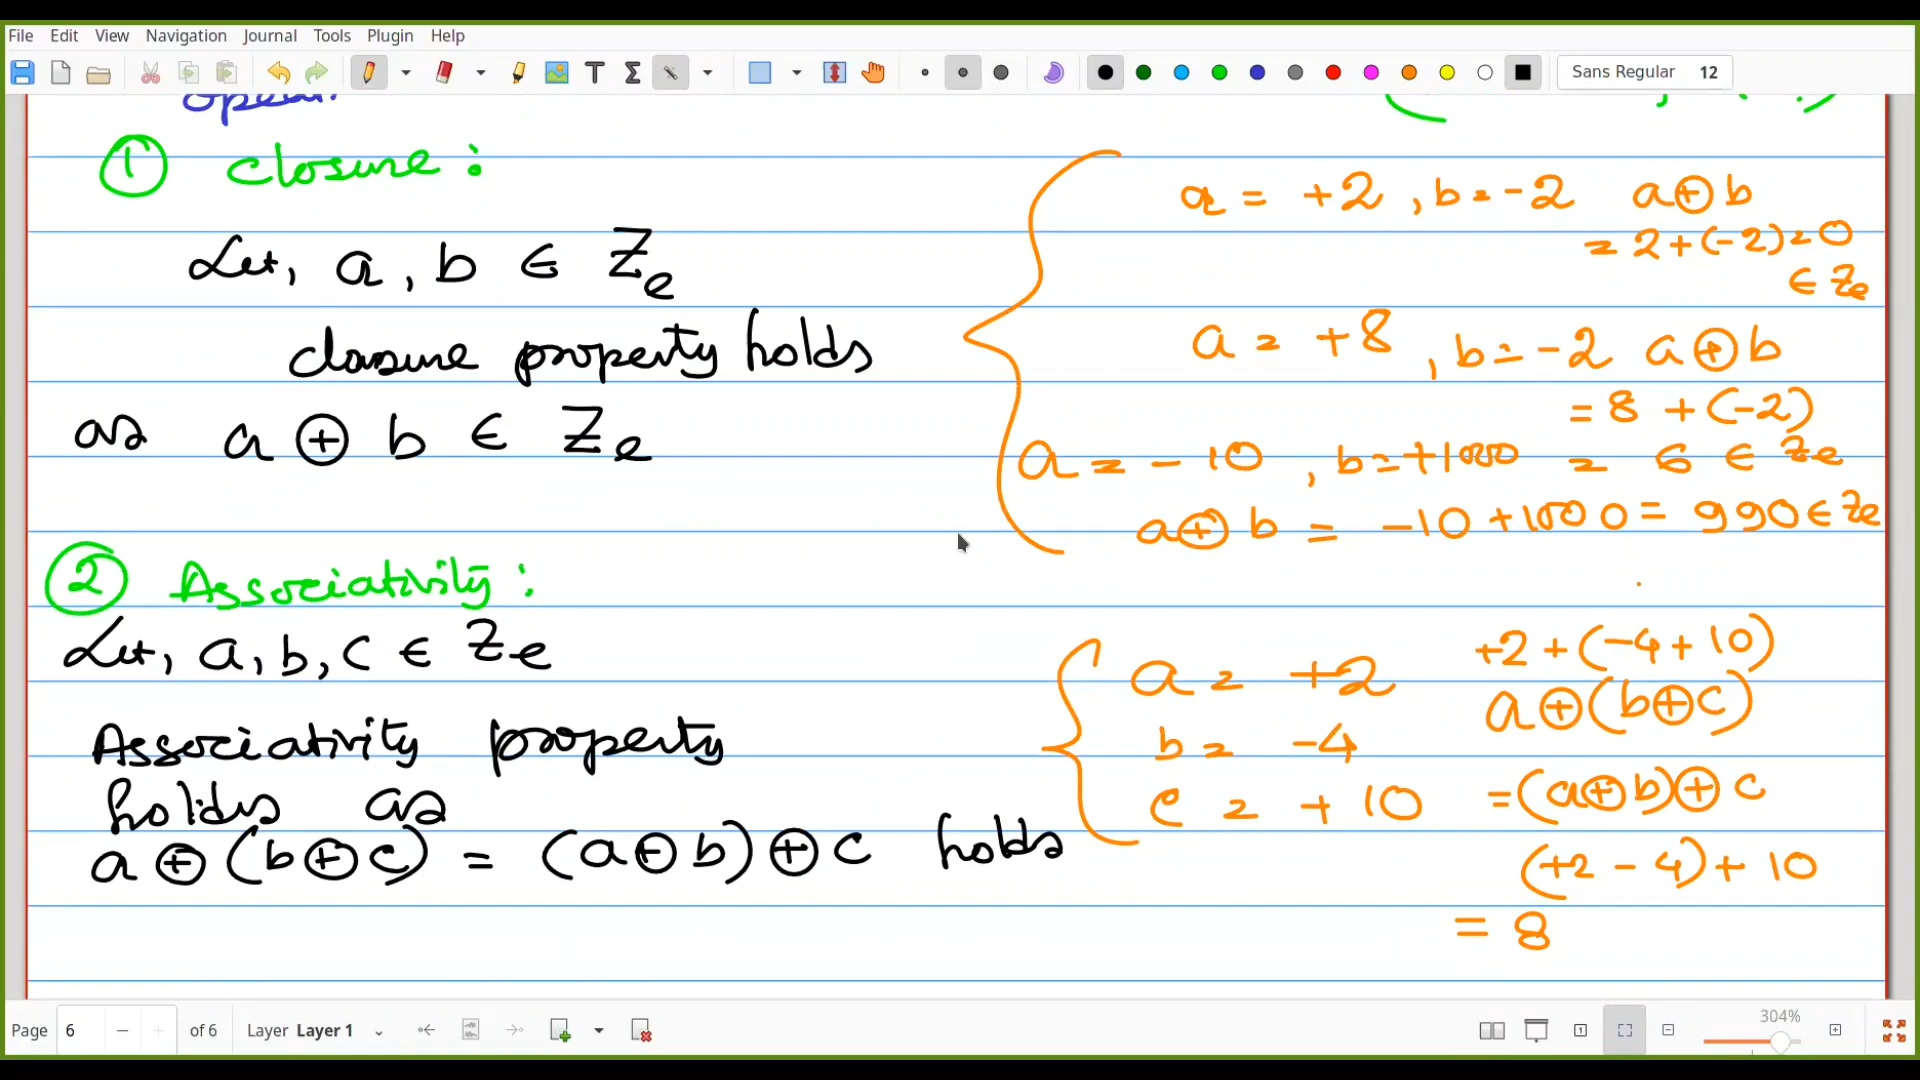 File Edit View Navigation Journal Tools Plugin Help
Sans Regular 12
① closure :
Let, a, b ∈ Ze
closure property holds
as a ⊕ b ∈ Ze
a = +2, b = -2 a⊕b
= 2+(-2)=0
∈ Ze
a = +8, b = -2 a⊕b
= 8 + (-2)
= 6 ∈ Ze
a = -10, b = +1000
a⊕b = -10 +1000 = 990 ∈ Ze
② Associativity :
Let, a, b, c ∈ Ze
Associativity property
holds as
a ⊕ (b⊕c) = (a⊕b)⊕c holds
a = +2
b = -4
c = +10
+2 + (-4 + 10)
a⊕(b⊕c)
=(a⊕b)⊕c
(+2 - 4) + 10
= 8
Page 6 of 6 Layer Layer 1 304%